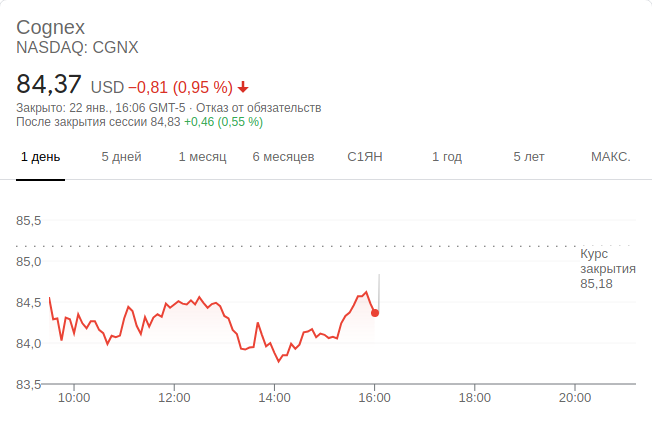 Cognex
NASDAQ: CGNX
84,37 USD −0,81 (0,95 %)
Закрыто: 22 янв., 16:06 GMT-5 · Отказ от обязательств
После закрытия сессии 84,83 +0,46 (0,55 %)
1 день 5 дней 1 месяц 6 месяцев С1ЯН 1 год 5 лет МАКС.
85,5
Курс
85,0
закрытия
85,18
84,5
84,0
83,5
10:00 12:00 14:00 16:00 18:00 20:00